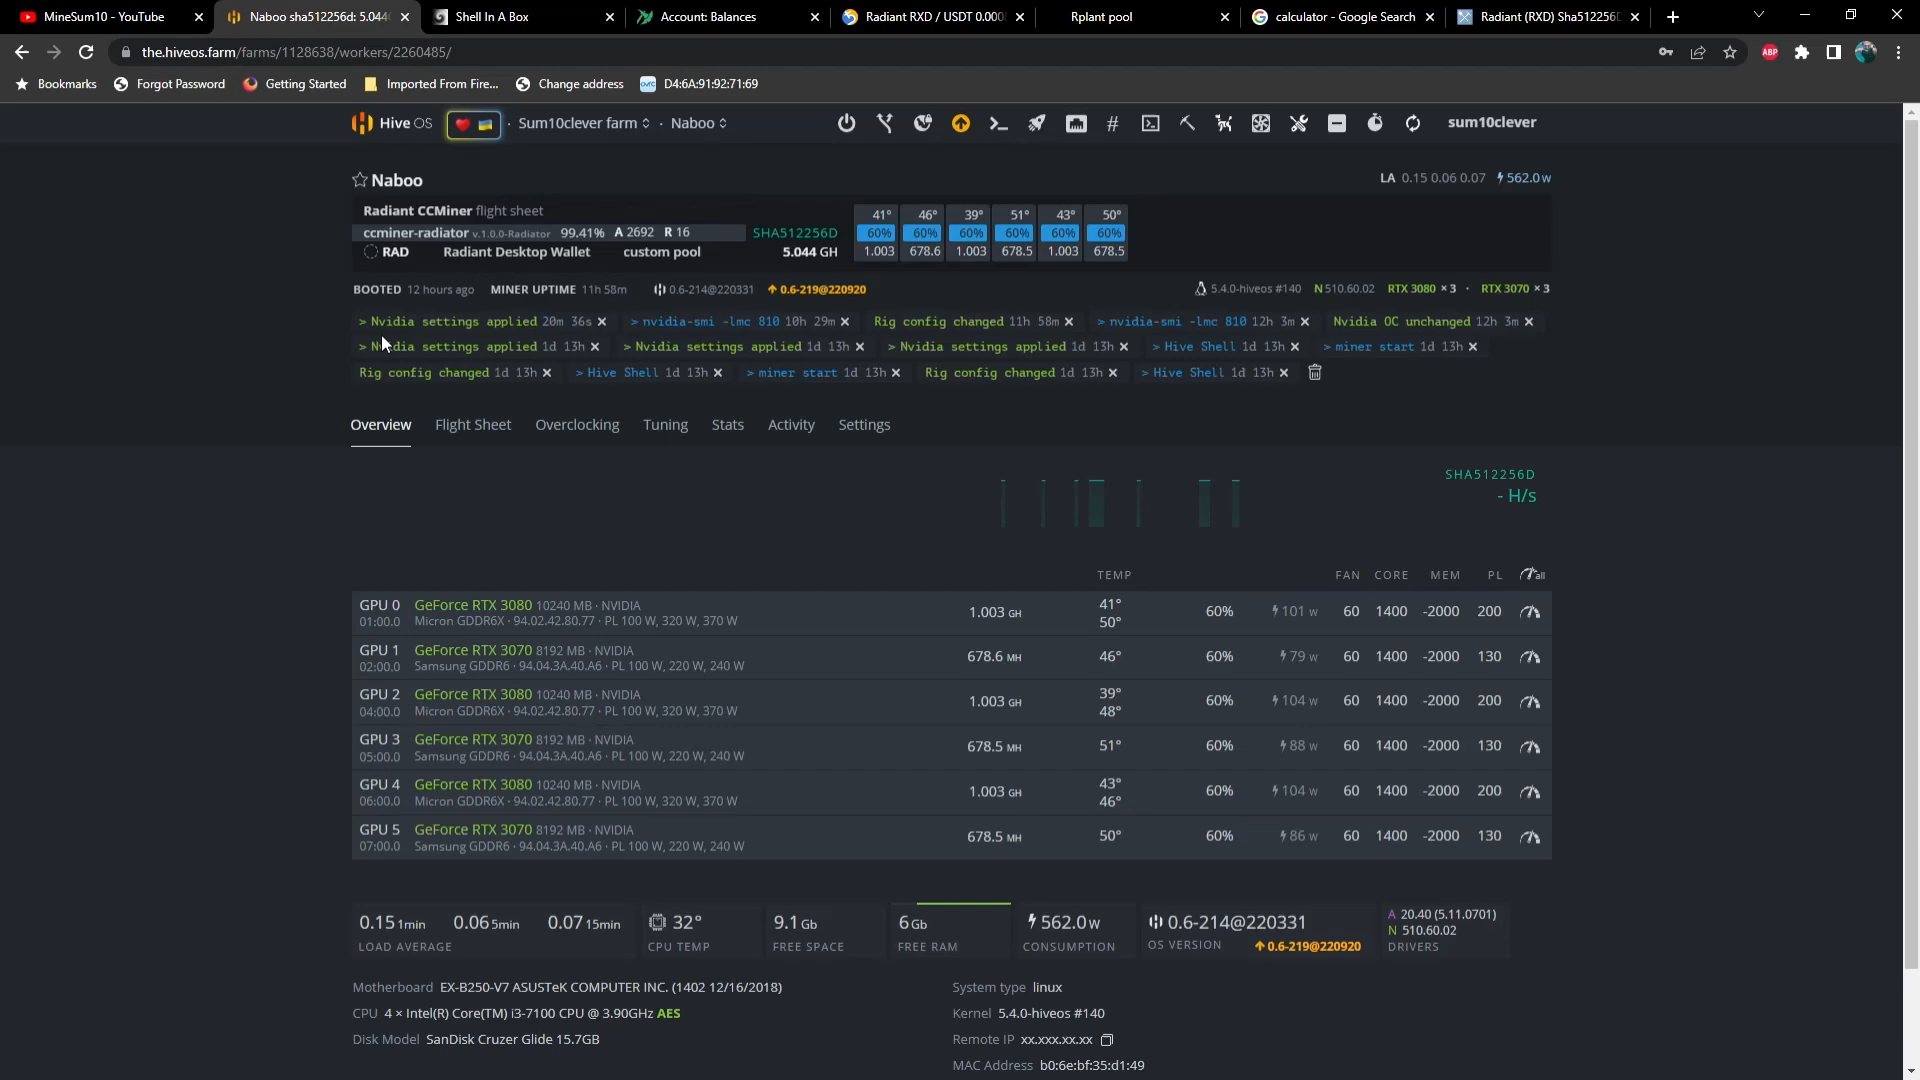 MineSum10 - YouTube
Naboo sha512256d: 5.044
Shell In A Box
Account: Balances
Radiant RXD / USDT 0.000
Rplant pool
calculator - Google Search
Radiant (RXD) Sha512256
the.hiveos.farm/farms/1128638/workers/2260485/
ABP
Bookmarks
Forgot Password
Getting Started
Imported From Fire...
Change address
D4:6A:91:92:71:69
Hive OS
Sum10clever farm
Naboo
sum10clever
Naboo
LA 0.15 0.06 0.07 562.0 W
Radiant CCMiner flight sheet
41° 46° 39° 51° 43° 50°
ccminer-radiator v.1.0.0-Radiator 99.41% A 2692 R 16 SHA512256D
60% 60% 60% 60% 60% 60%
RAD Radiant Desktop Wallet custom pool 5.044 GH
1.003 678.6 1.003 678.5 1.003 678.5
BOOTED 12 hours ago MINER UPTIME 11h 58m 0.6-214@220331 0.6-219@220920
5.4.0-hiveos #140 N 510.60.02 RTX 3080 × 3 · RTX 3070 × 3
> Nvidia settings applied 20m 36s × > nvidia-smi -lmc 810 10h 29m × Rig config changed 11h 58m × > nvidia-smi -lmc 810 12h 3m × Nvidia OC unchanged 12h 3m ×
> Nvidia settings applied 1d 13h × > Nvidia settings applied 1d 13h × > Nvidia settings applied 1d 13h × > Hive Shell 1d 13h × > miner start 1d 13h ×
Rig config changed 1d 13h × > Hive Shell 1d 13h × > miner start 1d 13h × Rig config changed 1d 13h × > Hive Shell 1d 13h ×
Overview Flight Sheet Overclocking Tuning Stats Activity Settings
SHA512256D
- H/s
TEMP FAN CORE MEM PL all
GPU 0 GeForce RTX 3080 10240 MB · NVIDIA
01:00.0 Micron GDDR6X · 94.02.42.80.77 · PL 100 W, 320 W, 370 W
1.003 GH 41° 50° 60% 101 W 60 1400 -2000 200
GPU 1 GeForce RTX 3070 8192 MB · NVIDIA
02:00.0 Samsung GDDR6 · 94.04.3A.40.A6 · PL 100 W, 220 W, 240 W
678.6 MH 46° 60% 79 W 60 1400 -2000 130
GPU 2 GeForce RTX 3080 10240 MB · NVIDIA
04:00.0 Micron GDDR6X · 94.02.42.80.77 · PL 100 W, 320 W, 370 W
1.003 GH 39° 48° 60% 104 W 60 1400 -2000 200
GPU 3 GeForce RTX 3070 8192 MB · NVIDIA
05:00.0 Samsung GDDR6 · 94.04.3A.40.A6 · PL 100 W, 220 W, 240 W
678.5 MH 51° 60% 88 W 60 1400 -2000 130
GPU 4 GeForce RTX 3080 10240 MB · NVIDIA
06:00.0 Micron GDDR6X · 94.02.42.80.77 · PL 100 W, 320 W, 370 W
1.003 GH 43° 46° 60% 104 W 60 1400 -2000 200
GPU 5 GeForce RTX 3070 8192 MB · NVIDIA
07:00.0 Samsung GDDR6 · 94.04.3A.40.A6 · PL 100 W, 220 W, 240 W
678.5 MH 50° 60% 86 W 60 1400 -2000 130
0.15 1min 0.06 5min 0.07 15min
LOAD AVERAGE
32°
CPU TEMP
9.1 Gb
FREE SPACE
6 Gb
FREE RAM
562.0 W
CONSUMPTION
0.6-214@220331
OS VERSION 0.6-219@220920
A 20.40 (5.11.0701)
N 510.60.02
DRIVERS
Motherboard EX-B250-V7 ASUSTeK COMPUTER INC. (1402 12/16/2018)
CPU 4 × Intel(R) Core(TM) i3-7100 CPU @ 3.90GHz AES
Disk Model SanDisk Cruzer Glide 15.7GB
System type linux
Kernel 5.4.0-hiveos #140
Remote IP xx.xxx.xx.xx
MAC Address b0:6e:bf:35:d1:49